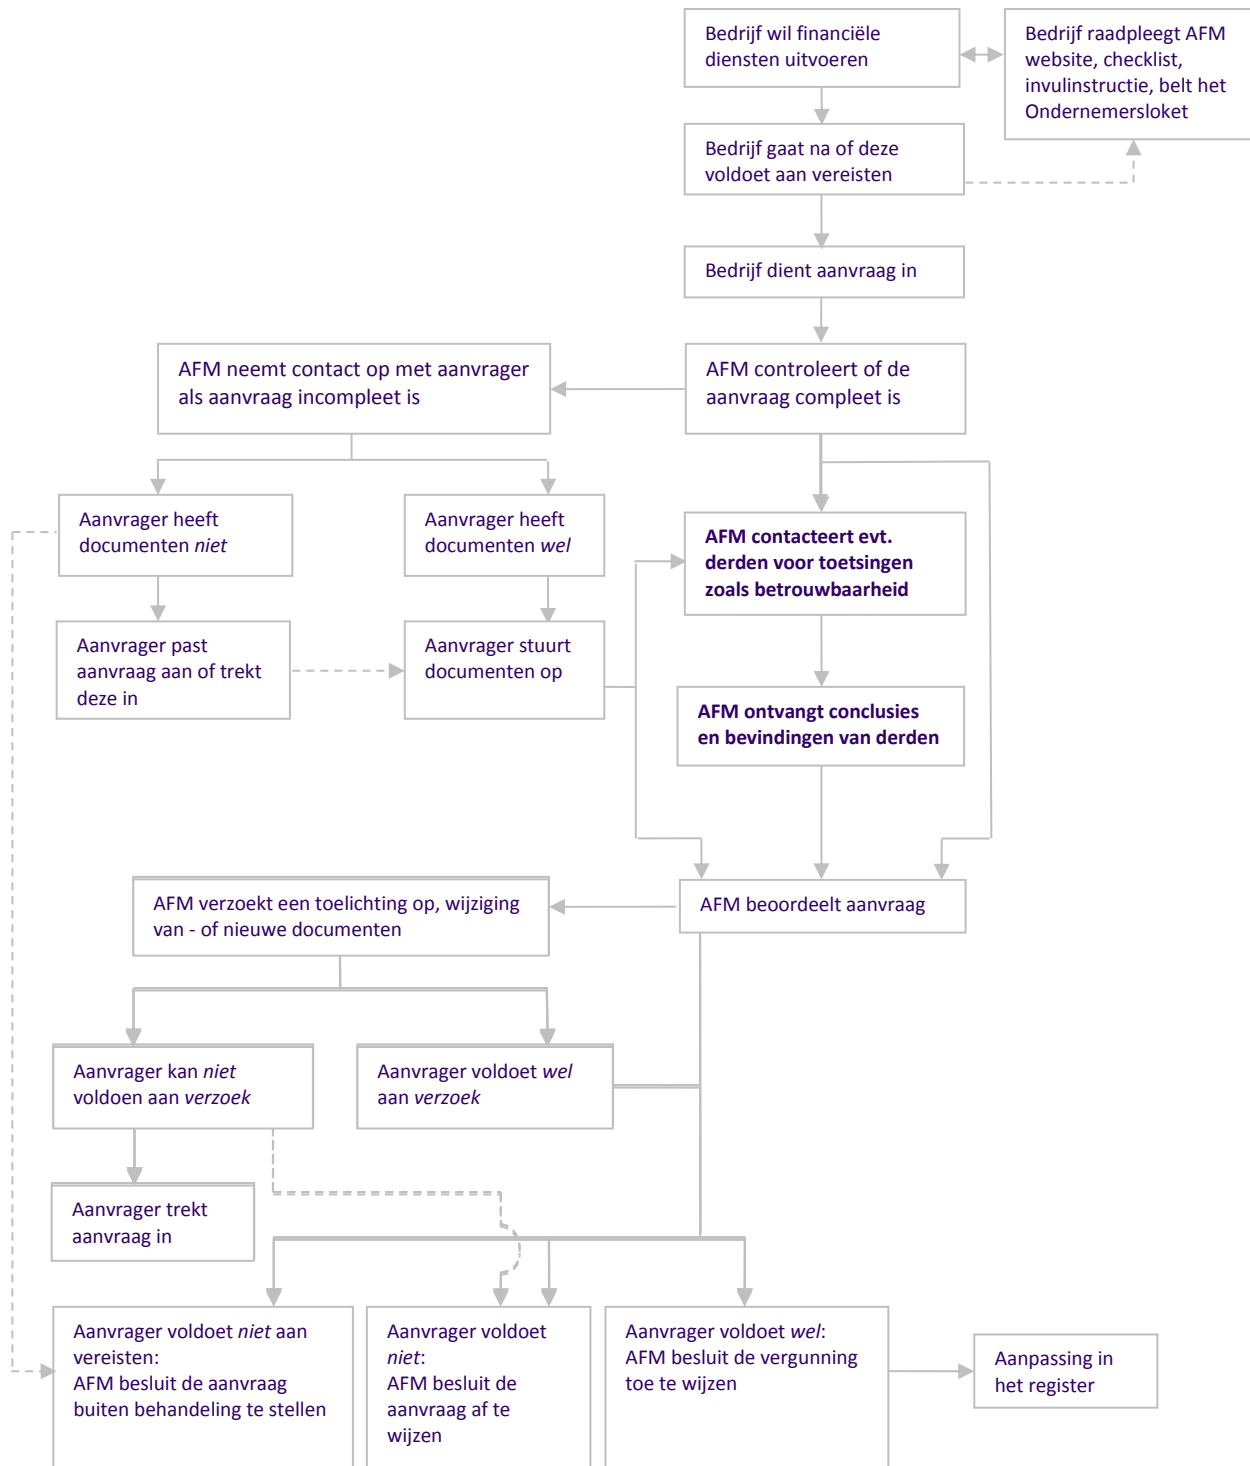 Bedrijf wil financiële
diensten uitvoeren
Bedrijf raadpleegt AFM
website, checklist,
invulinstructie, belt het
Ondernemersloket
Bedrijf gaat na of deze
voldoet aan vereisten
Bedrijf dient aanvraag in
AFM neemt contact op met aanvrager
als aanvraag incompleet is
AFM controleert of de
aanvraag compleet is
Aanvrager heeft
documenten niet
Aanvrager heeft
documenten wel
AFM contacteert evt.
derden voor toetsingen
zoals betrouwbaarheid
Aanvrager past
aanvraag aan of trekt
deze in
Aanvrager stuurt
documenten op
AFM ontvangt conclusies
en bevindingen van derden
AFM verzoekt een toelichting op, wijziging
van - of nieuwe documenten
AFM beoordeelt aanvraag
Aanvrager kan niet
voldoen aan verzoek
Aanvrager voldoet wel
aan verzoek
Aanvrager trekt
aanvraag in
Aanvrager voldoet niet aan
vereisten:
AFM besluit de aanvraag
buiten behandeling te stellen
Aanvrager voldoet
niet:
AFM besluit de
aanvraag af te
wijzen
Aanvrager voldoet wel:
AFM besluit de vergunning
toe te wijzen
Aanpassing in
het register